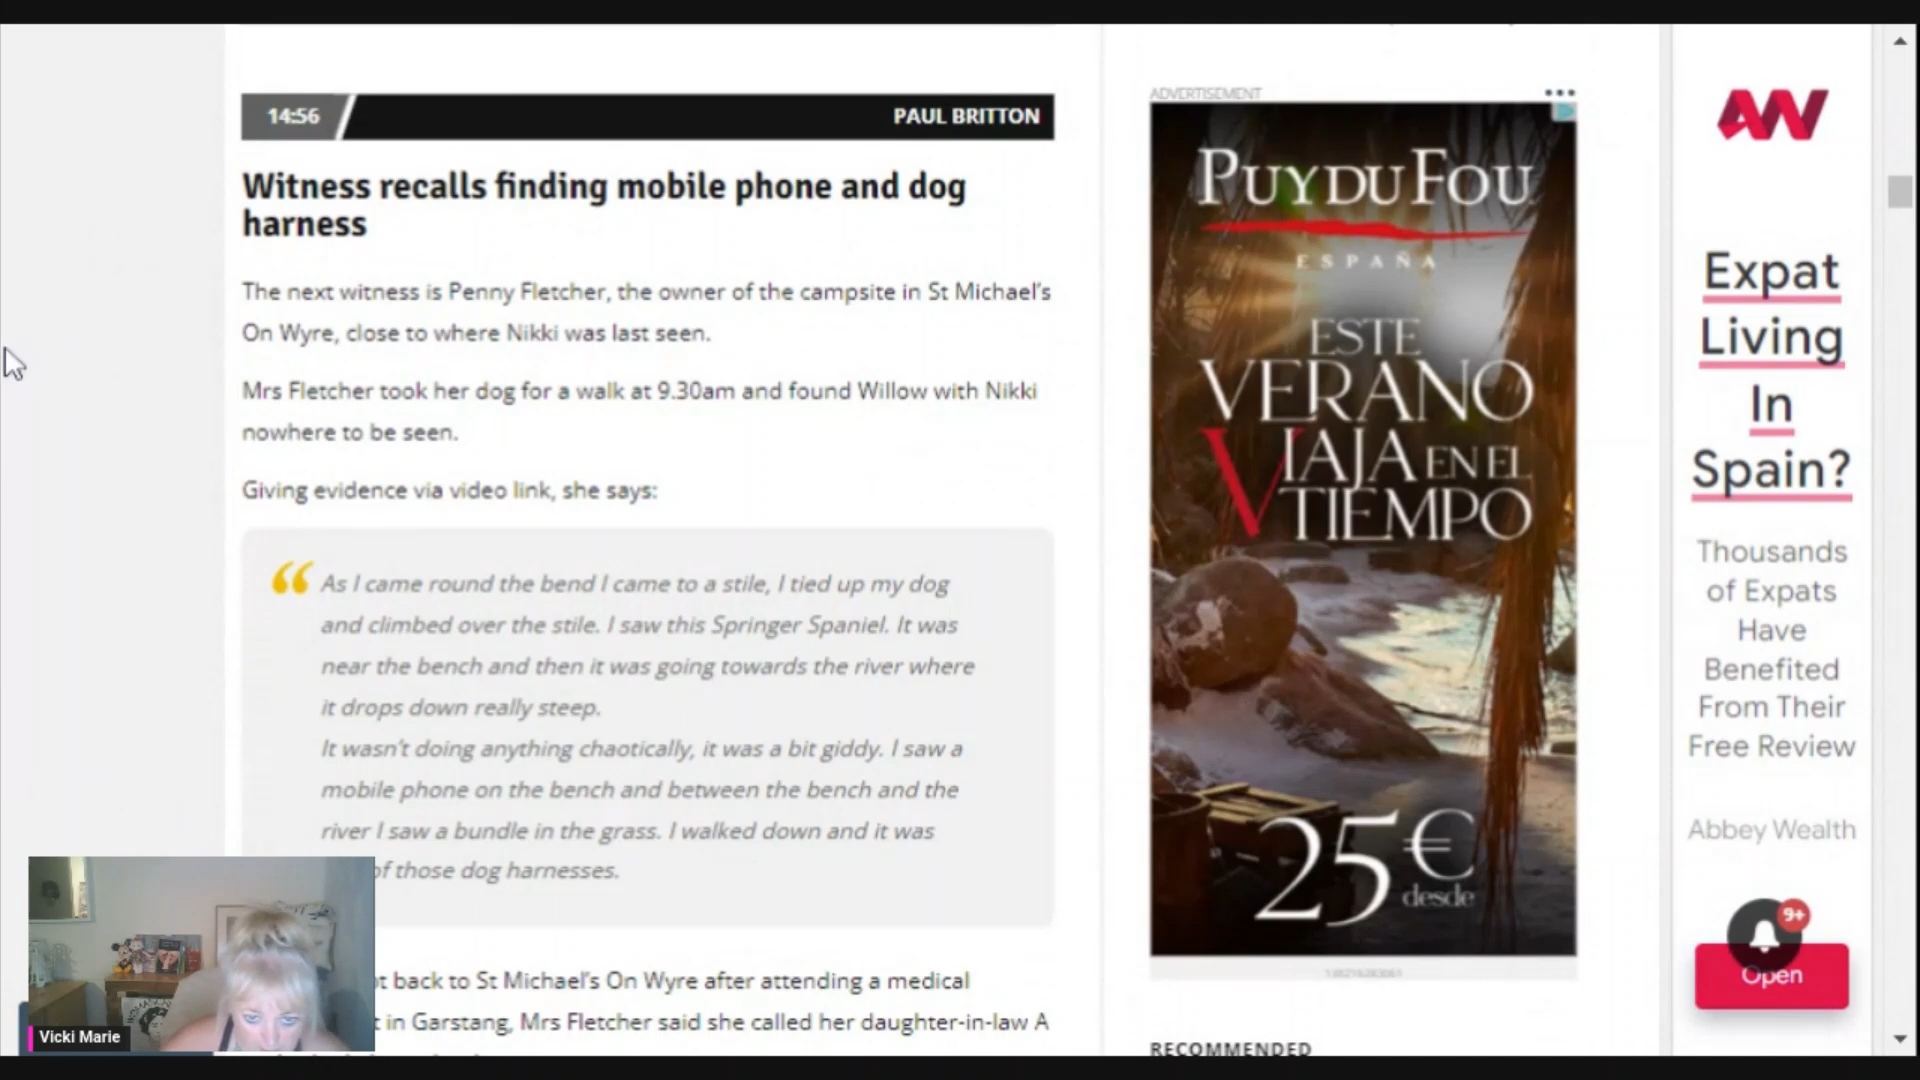 14:56
PAUL BRITTON
Witness recalls finding mobile phone and dog
harness
The next witness is Penny Fletcher, the owner of the campsite in St Michael's
On Wyre, close to where Nikki was last seen.
Mrs Fletcher took her dog for a walk at 9.30am and found Willow with Nikki
nowhere to be seen.
Giving evidence via video link, she says:
“ As I came round the bend I came to a stile, I tied up my dog
and climbed over the stile. I saw this Springer Spaniel. It was
near the bench and then it was going towards the river where
it drops down really steep.
It wasn't doing anything chaotically, it was a bit giddy. I saw a
mobile phone on the bench and between the bench and the
river I saw a bundle in the grass. I walked down and it was
of those dog harnesses.
back to St Michael's On Wyre after attending a medical
in Garstang, Mrs Fletcher said she called her daughter-in-law A
Vicki Marie
ADVERTISEMENT
PUY DU FOU
ESPAÑA
ESTE
VERANO
VIAJA EN EL
TIEMPO
25€
desde
RECOMMENDED
AW
Expat
Living
In
Spain?
Thousands
of Expats
Have
Benefited
From Their
Free Review
Abbey Wealth
9+
Open